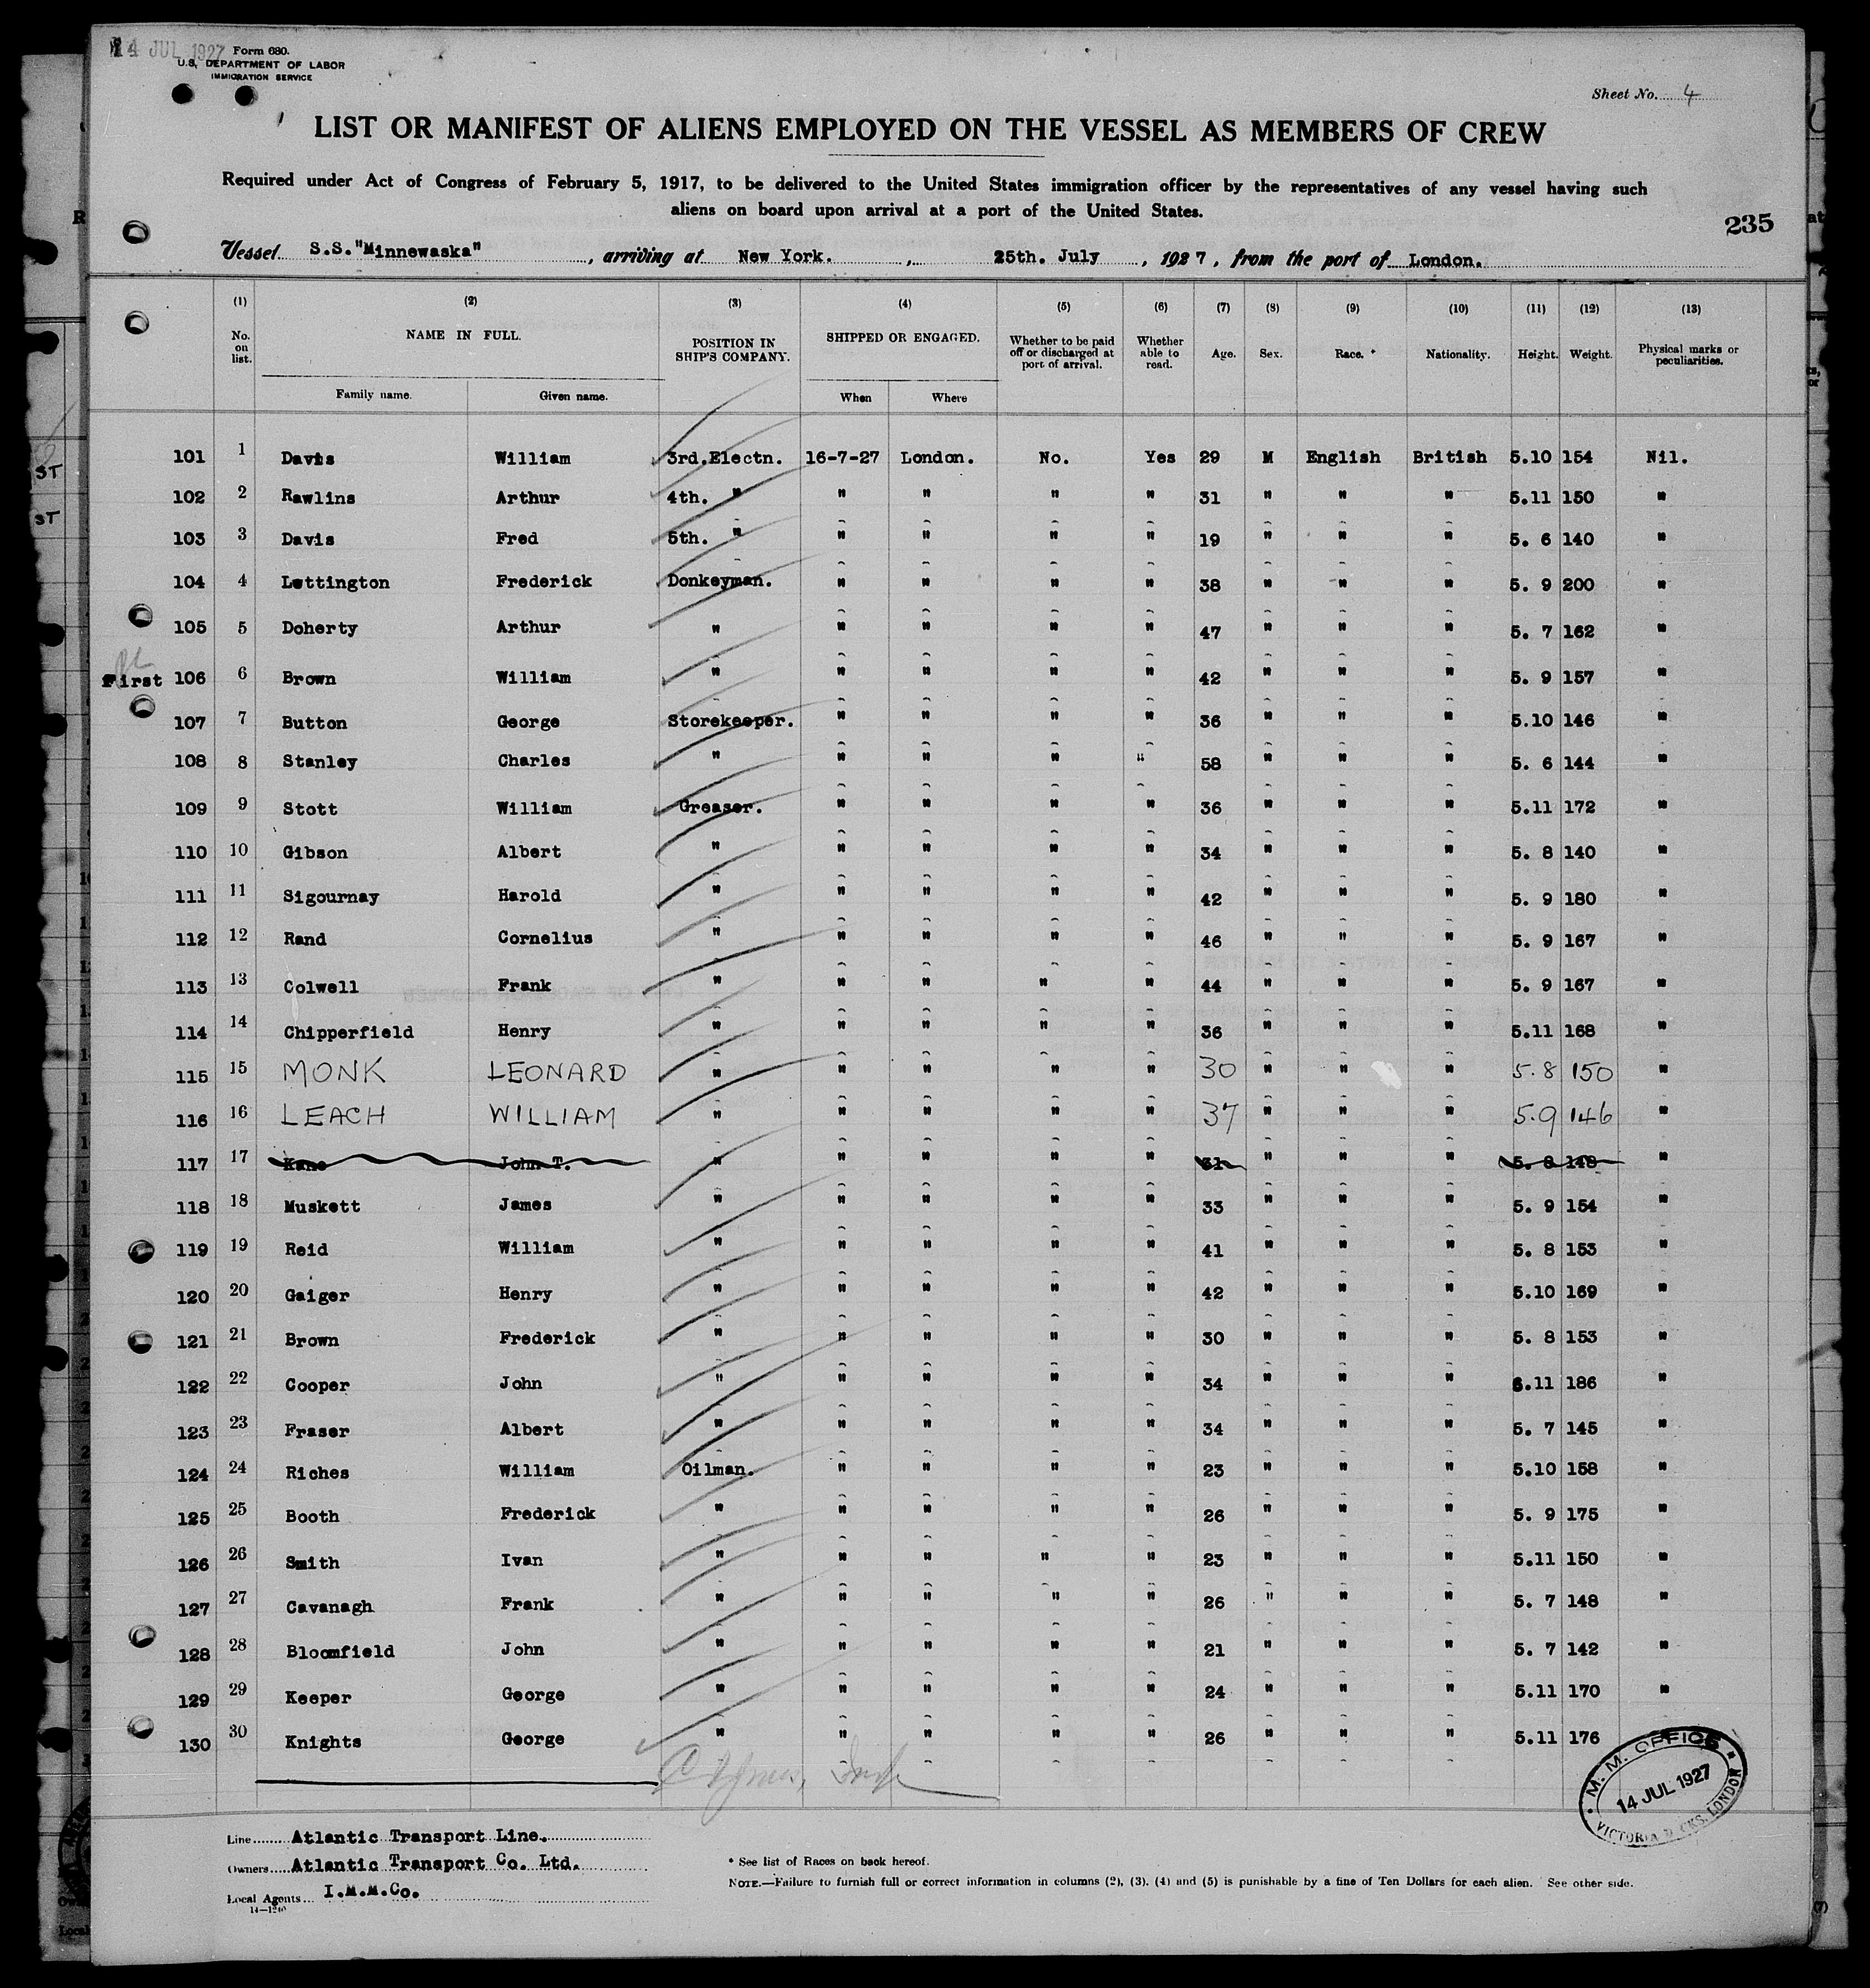 14 JUL 1927
Form 680.
U.S. DEPARTMENT OF LABOR
IMMIGRATION SERVICE
Sheet No. 4
LIST OR MANIFEST OF ALIENS EMPLOYED ON THE VESSEL AS MEMBERS OF CREW
Required under Act of Congress of February 5, 1917, to be delivered to the United States immigration officer by the representatives of any vessel having such
aliens on board upon arrival at a port of the United States.
235
Vessel S.S."Minnewaska", arriving at New York., 25th. July, 1927, from the port of London.
(1) (2) (3) (4) (5) (6) (7) (8) (9) (10) (11) (12) (13)
No. on list. NAME IN FULL. POSITION IN SHIP'S COMPANY. SHIPPED OR ENGAGED. Whether to be paid off or discharged at port of arrival. Whether able to read. Age. Sex. Race.* Nationality. Height. Weight. Physical marks or peculiarities.
Family name. Given name. When Where
101 1 Davis William 3rd.Electn. 16-7-27 London. No. Yes 29 M English British 5.10 154 Nil.
102 2 Rawlins Arthur 4th. " " " " " 31 " " " 5.11 150 "
103 3 Davis Fred 5th. " " " " " 19 " " " 5. 6 140 "
104 4 Lettington Frederick Donkeyman. " " " " 38 " " " 5. 9 200 "
105 5 Doherty Arthur " " " " " 47 " " " 5. 7 162 "
First 106 6 Brown William " " " " " 42 " " " 5. 9 157 "
107 7 Button George Storekeeper. " " " " 36 " " " 5.10 146 "
108 8 Stanley Charles " " " " " 58 " " " 5. 6 144 "
109 9 Stott William Greaser. " " " " 36 " " " 5.11 172 "
110 10 Gibson Albert " " " " " 34 " " " 5. 8 140 "
111 11 Sigournay Harold " " " " " 42 " " " 5. 9 180 "
112 12 Rand Cornelius " " " " " 46 " " " 5. 9 167 "
113 13 Colwell Frank " " " " " 44 " " " 5. 9 167 "
114 14 Chipperfield Henry " " " " " 36 " " " 5.11 168 "
115 15 MONK LEONARD " " " " " 30 " " " 5.8 150 "
116 16 LEACH WILLIAM " " " " " 37 " " " 5.9 146 "
117 17 Kane John T. " " " " " 31 " " " 5. 8 148 "
118 18 Muskett James " " " " " 33 " " " 5. 9 154 "
119 19 Reid William " " " " " 41 " " " 5. 8 153 "
120 20 Gaiger Henry " " " " " 42 " " " 5.10 169 "
121 21 Brown Frederick " " " " " 30 " " " 5. 8 153 "
122 22 Cooper John " " " " " 34 " " " 5.11 186 "
123 23 Fraser Albert " " " " " 34 " " " 5. 7 145 "
124 24 Riches William Oilman. " " " " 23 " " " 5.10 158 "
125 25 Booth Frederick " " " " " 26 " " " 5. 9 175 "
126 26 Smith Ivan " " " " " 23 " " " 5.11 150 "
127 27 Cavanagh Frank " " " " " 26 " " " 5. 7 148 "
128 28 Bloomfield John " " " " " 21 " " " 5. 7 142 "
129 29 Keeper George " " " " " 24 " " " 5.11 170 "
130 30 Knights George " " " " " 26 " " " 5.11 176
M. M. OFFICE
14 JUL 1927
VICTORIA DOCKS. LONDON
Line Atlantic Transport Line.
Owners Atlantic Transport Co. Ltd.
Local Agents I.M.M.Co.
14—1240
* See list of Races on back hereof.
NOTE.—Failure to furnish full or correct information in columns (2), (3), (4) and (5) is punishable by a fine of Ten Dollars for each alien. See other side.